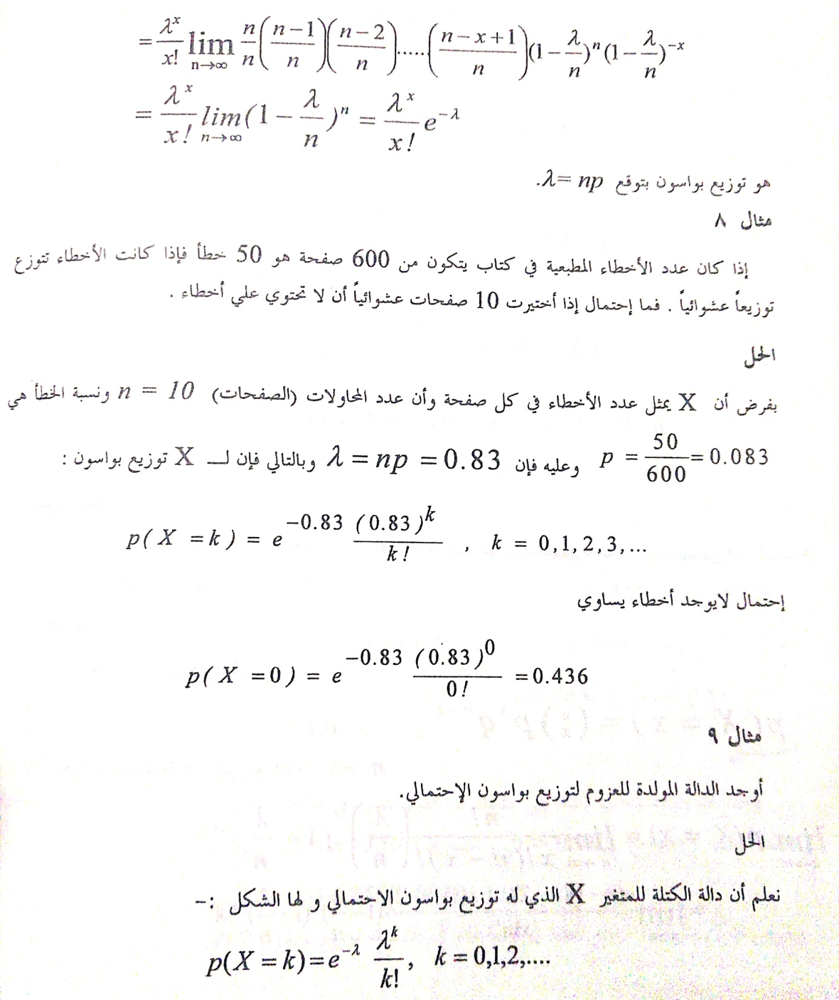 = λ^x/x! lim n→∞ n/n ((n−1)/n)((n−2)/n).....((n−x+1)/n)(1−λ/n)^n (1−λ/n)^−x
= λ^x/x! lim n→∞ (1−λ/n)^n = λ^x/x! e^−λ
هو توزيع بواسون بتوقع λ= np.
مثال ٨
إذا كان عدد الأخطاء المطبعية في كتاب يتكون من 600 صفحة هو 50 خطأ فإذا كانت الأخطاء تتوزع
توزيعاً عشوائياً . فما إحتمال إذا أختيرت 10 صفحات عشوائياً أن لا تحتوي علي أخطاء .
الحل
بفرض أن X يمثل عدد الأخطاء في كل صفحة وأن عدد المحاولات (الصفحات) n = 10 ونسبة الخطأ هي
p = 50/600 = 0.083 وعليه فإن λ = np = 0.83 وبالتالي فإن لـ X توزيع بواسون :
p( X = k ) = e^−0.83 (0.83)^k/k! , k = 0,1,2,3,...
إحتمال لايوجد أخطاء يساوي
p( X =0) = e^−0.83 (0.83)^0/0! =0.436
مثال ٩
أوجد الدالة المولدة للعزوم لتوزيع بواسون الإحتمالي.
الحل
نعلم أن دالة الكتلة للمتغير X الذي له توزيع بواسون الاحتمالي و لها الشكل :-
p(X = k)=e^−λ λ^k/k!, k = 0,1,2,....